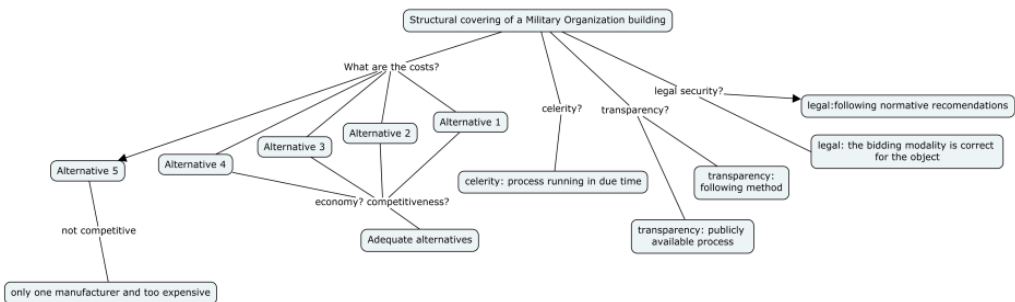 Structural covering of a Military Organization building
What are the costs?
legal security?
celerity?
transparency?
legal:following normative recomendations
Alternative 1
Alternative 2
Alternative 3
Alternative 4
Alternative 5
legal: the bidding modality is correct
for the object
celerity: process running in due time
transparency:
following method
economy? competitiveness?
not competitive
Adequate alternatives
transparency: publicly
available process
only one manufacturer and too expensive